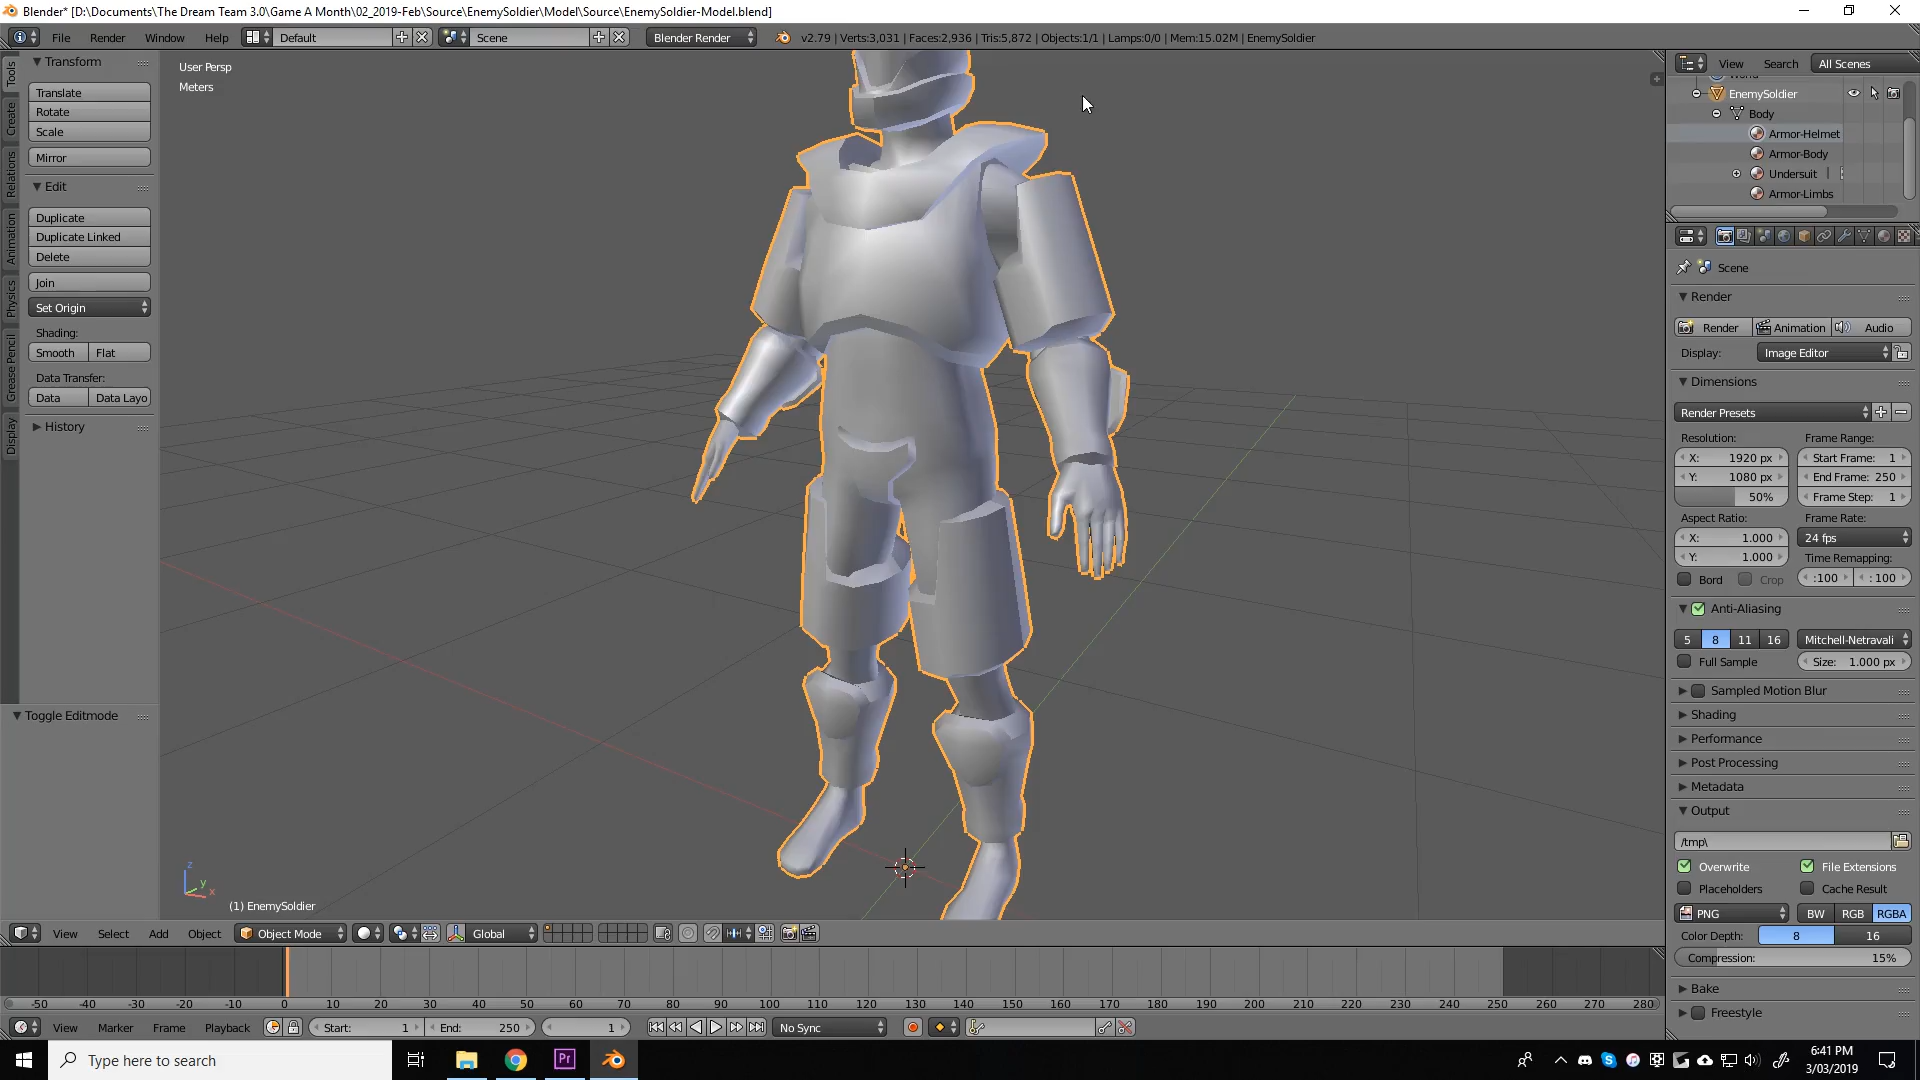 Blender* [D:\Documents\The Dream Team 3.0\Game A Month\02_2019-Feb\Source\EnemySoldier\Model\Source\EnemySoldier-Model.blend]
File Render Window Help Default Scene Blender Render v2.79 | Verts:3,031 | Faces:2,936 | Tris:5,872 | Objects:1/1 | Lamps:0/0 | Mem:15.02M | EnemySoldier
Tools
Create
Relations
Animation
Physics
Grease Pencil
Display
Transform
Translate
Rotate
Scale
Mirror
Edit
Duplicate
Duplicate Linked
Delete
Join
Set Origin
Shading:
Smooth Flat
Data Transfer:
Data Data Layo
History
Toggle Editmode
User Persp
Meters
z
y
x
(1) EnemySoldier
View Search All Scenes
EnemySoldier
Body
Armor-Helmet
Armor-Body
Undersuit
Armor-Limbs
Scene
Render
Render Animation Audio
Display: Image Editor
Dimensions
Render Presets
Resolution: Frame Range:
X: 1920 px Start Frame: 1
Y: 1080 px End Frame: 250
50% Frame Step: 1
Aspect Ratio: Frame Rate:
X: 1.000 24 fps
Y: 1.000 Time Remapping:
Bord Crop :100 : 100
Anti-Aliasing
5 8 11 16 Mitchell-Netravali
Full Sample Size: 1.000 px
Sampled Motion Blur
Shading
Performance
Post Processing
Metadata
Output
/tmp\
Overwrite File Extensions
Placeholders Cache Result
PNG BW RGB RGBA
Color Depth: 8 16
Compression: 15%
Bake
Freestyle
View Select Add Object Object Mode Global
-50 -40 -30 -20 -10 0 10 20 30 40 50 60 70 80 90 100 110 120 130 140 150 160 170 180 190 200 210 220 230 240 250 260 270 280
View Marker Frame Playback Start: 1 End: 250 1 No Sync
Type here to search
Pr
6:41 PM
3/03/2019